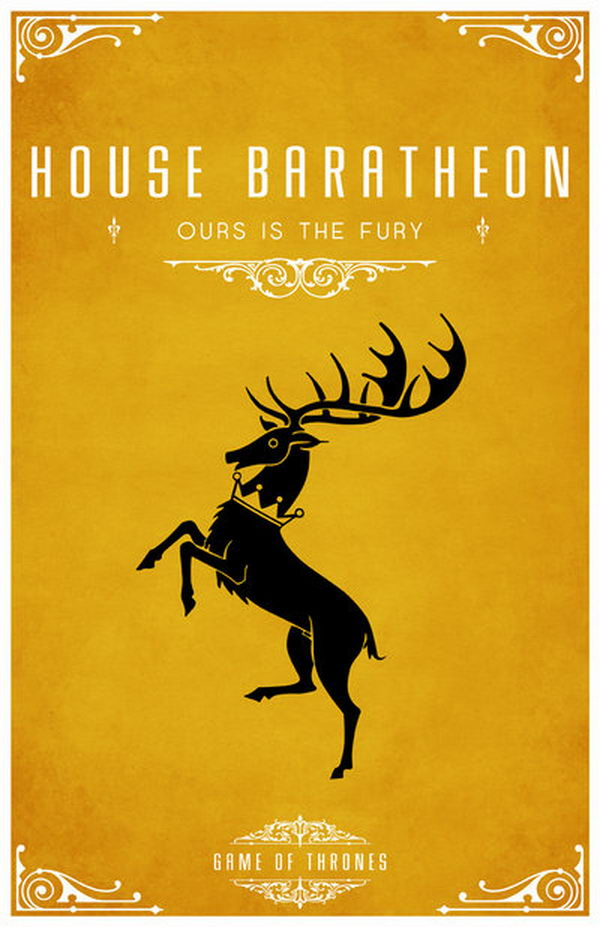 HOUSE BARATHEON
OURS IS THE FURY
GAME OF THRONES